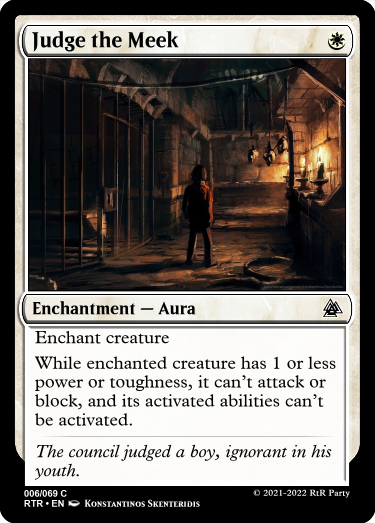 Judge the Meek
Enchantment — Aura
Enchant creature
While enchanted creature has 1 or less
power or toughness, it can't attack or
block, and its activated abilities can't
be activated.
The council judged a boy, ignorant in his
youth.
006/069 C
RTR • EN Konstantinos Skenteridis
© 2021-2022 RtR Party